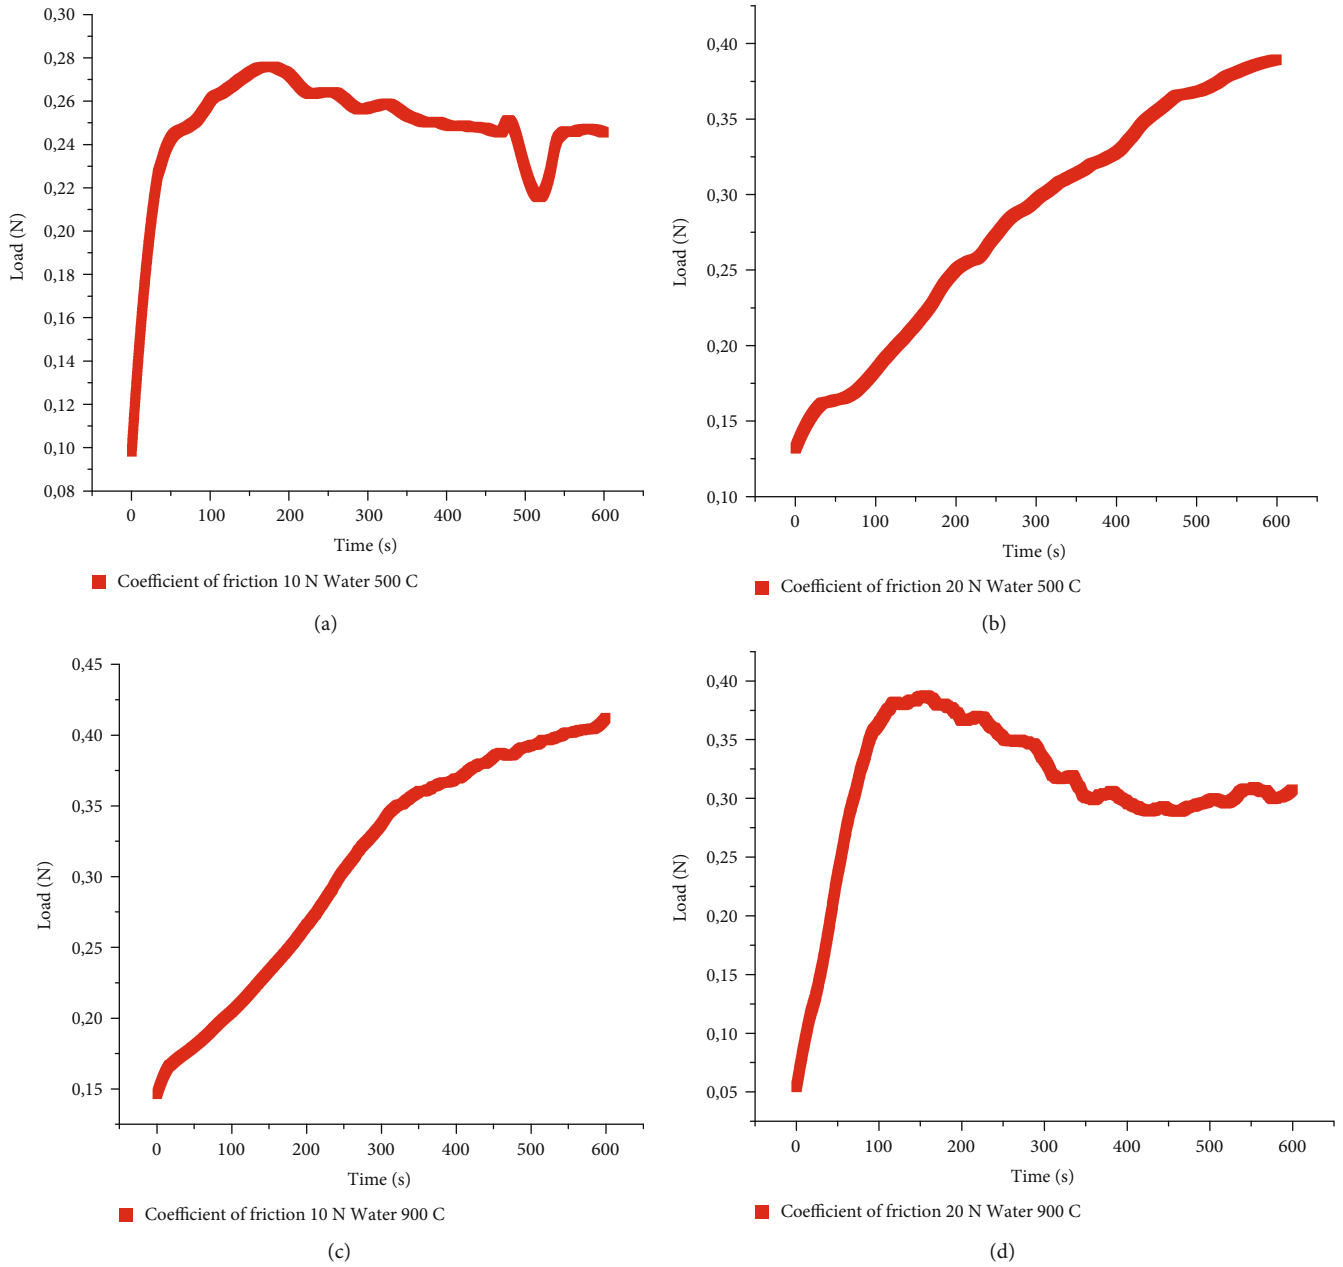 0,30
0,28
0,26
0,24
0,22
0,20
0,18
0,16
0,14
0,12
0,10
0,08
Load (N)
0 100 200 300 400 500 600
Time (s)
Coefficient of friction 10 N Water 500 C
(a)
0,40
0,35
0,30
0,25
0,20
0,15
0,10
Load (N)
0 100 200 300 400 500 600
Time (s)
Coefficient of friction 20 N Water 500 C
(b)
0,45
0,40
0,35
0,30
0,25
0,20
0,15
Load (N)
0 100 200 300 400 500 600
Time (s)
Coefficient of friction 10 N Water 900 C
(c)
0,40
0,35
0,30
0,25
0,20
0,15
0,10
0,05
Load (N)
0 100 200 300 400 500 600
Time (s)
Coefficient of friction 20 N Water 900 C
(d)